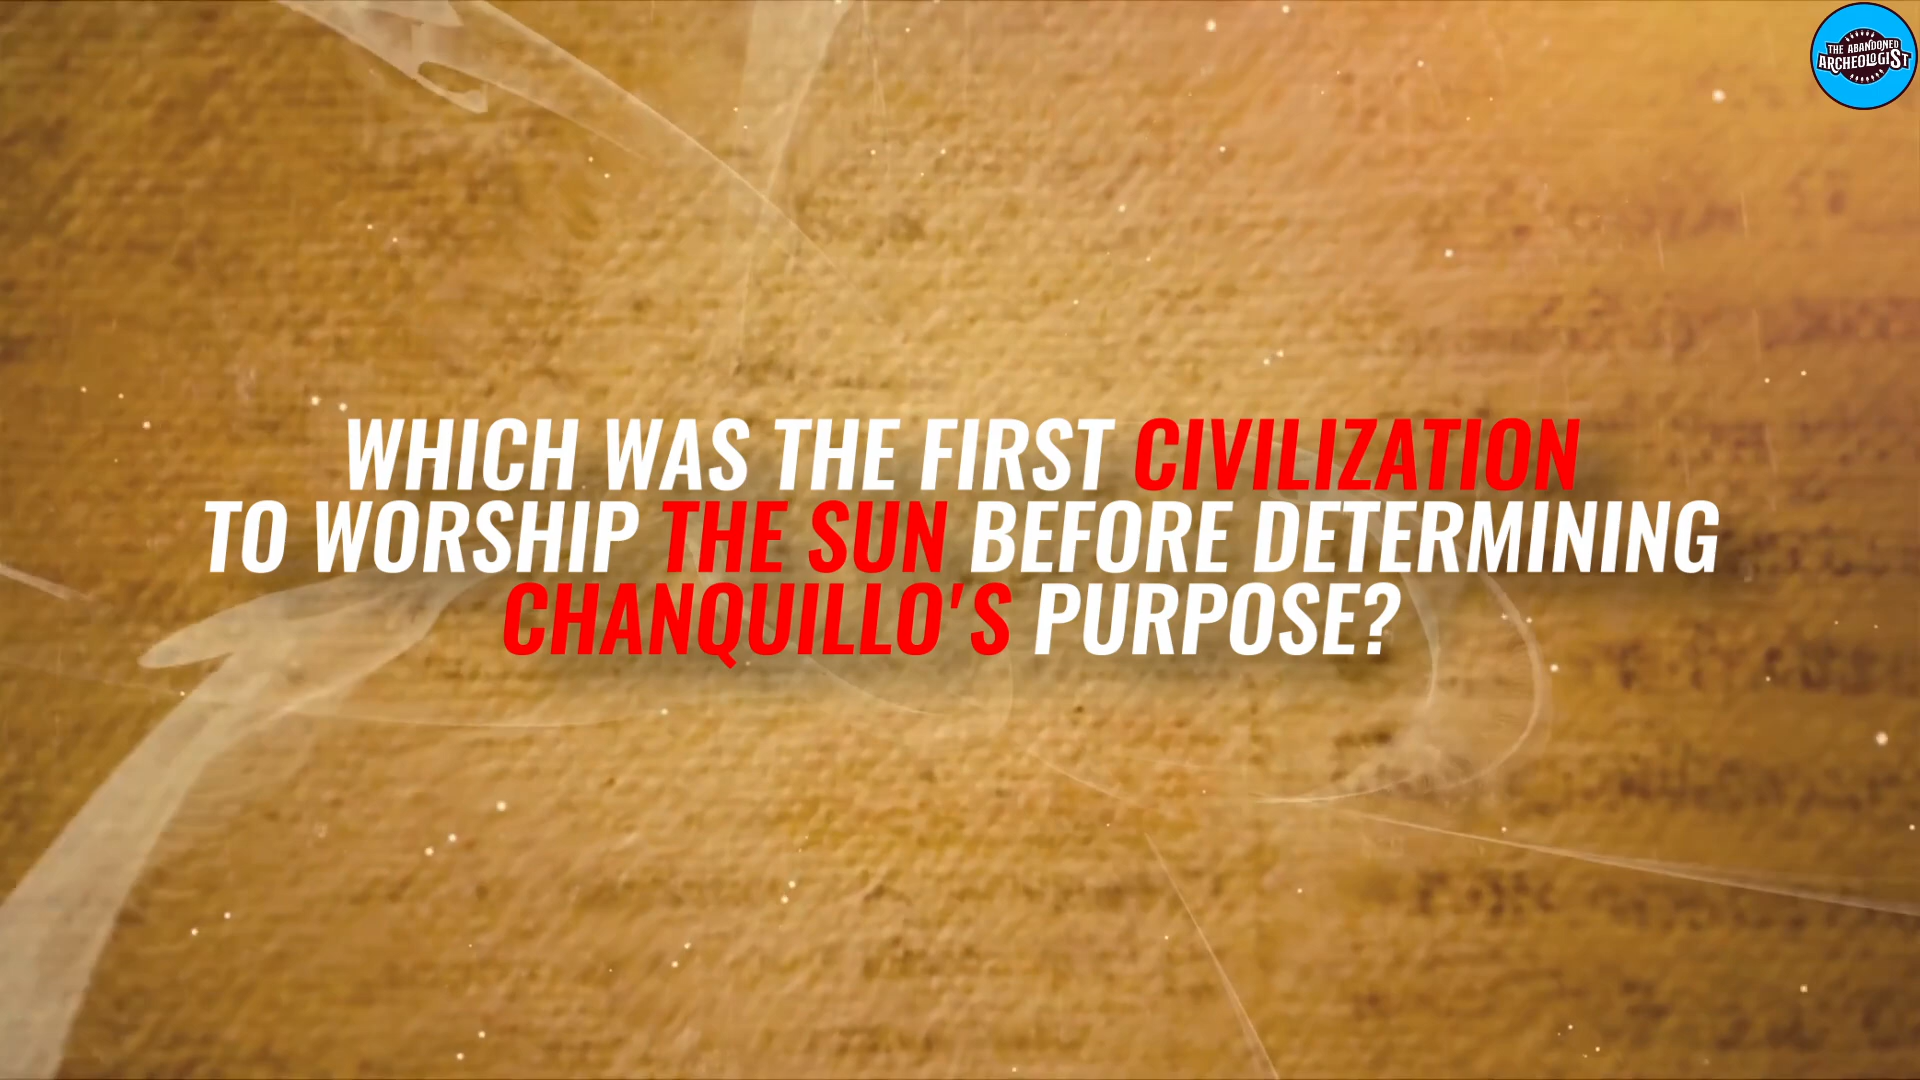 THE ABANDONED
ARCHEOLOGIST
WHICH WAS THE FIRST CIVILIZATION
TO WORSHIP THE SUN BEFORE DETERMINING
CHANQUILLO'S PURPOSE?